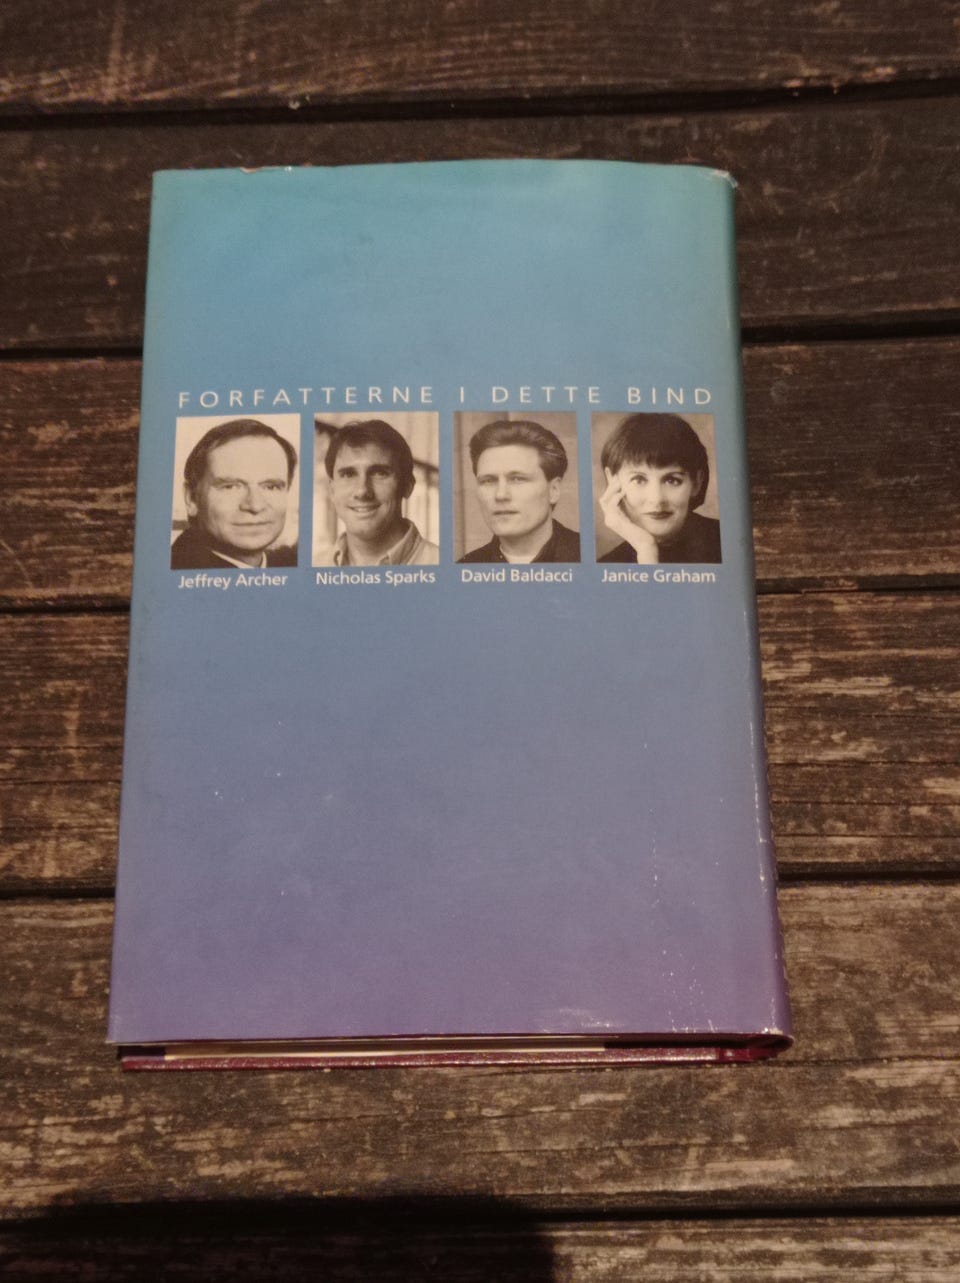 FORFATTERNE I DETTE BIND
Jeffrey Archer Nicholas Sparks David Baldacci Janice Graham